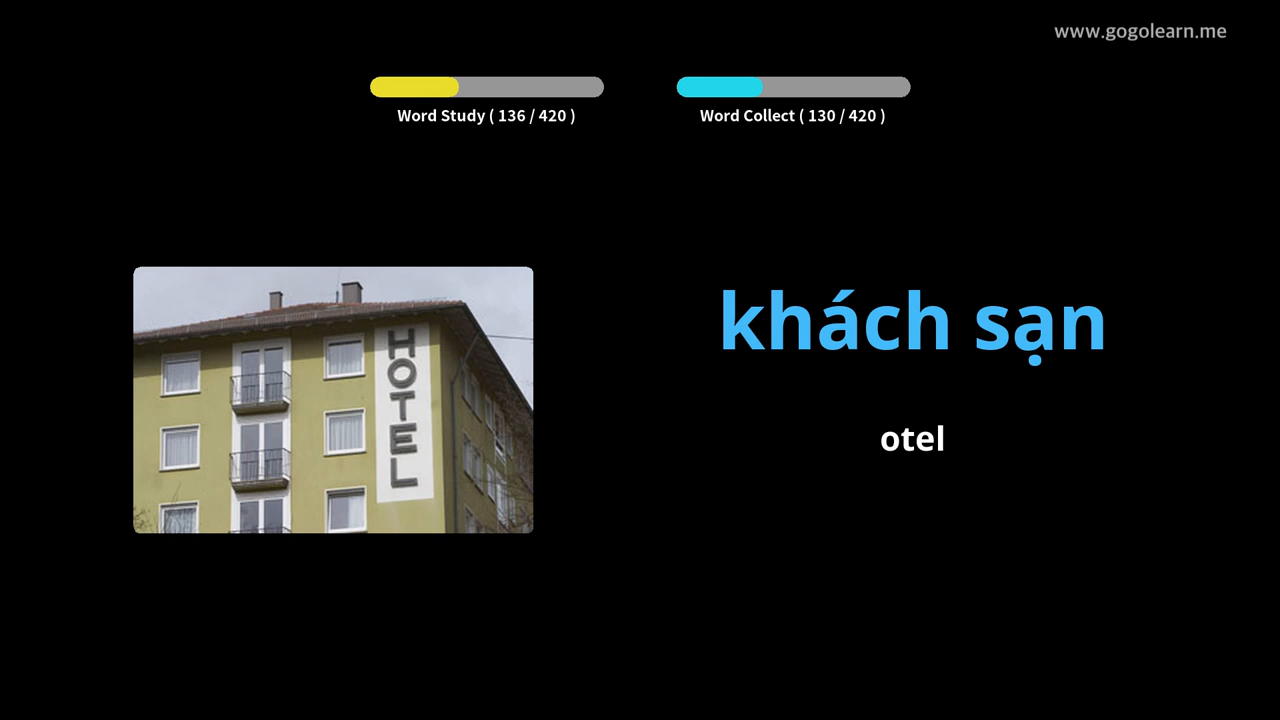 www.gogolearn.me
Word Study ( 136 / 420 )
Word Collect ( 130 / 420 )
HOTEL
khách sạn
otel